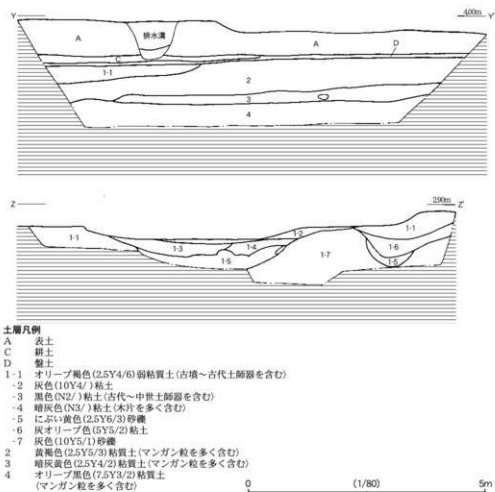 Y
4.00m
Y'
A
排水溝
A
D
C
1-1
2
3
4
Z
2.90m
Z'
1-1
1-2
1-1
1-3
1-4
1-6
1-5
1-7
1-5
土層凡例
A 表土
C 耕土
D 盤土
1-1 オリーブ褐色(2.5Y4/6)弱粘質土(古墳～古代土師器を含む)
-2 灰色(10Y4/)粘土
-3 黒色(N2/)粘土(古代～中世土師器を含む)
-4 暗灰色(N3/)粘土(木片を多く含む)
-5 にぶい黄色(2.5Y6/3)砂礫
-6 灰オリーブ色(5Y5/2)粘土
-7 灰色(10Y5/1)砂礫
2 黄褐色(2.5Y5/3)粘質土(マンガン粒を多く含む)
3 暗灰黄色(2.5Y4/2)粘質土(マンガン粒を多く含む)
4 オリーブ黒色(7.5Y3/2)粘質土
(マンガン粒を多く含む)
0 (1/80) 5m